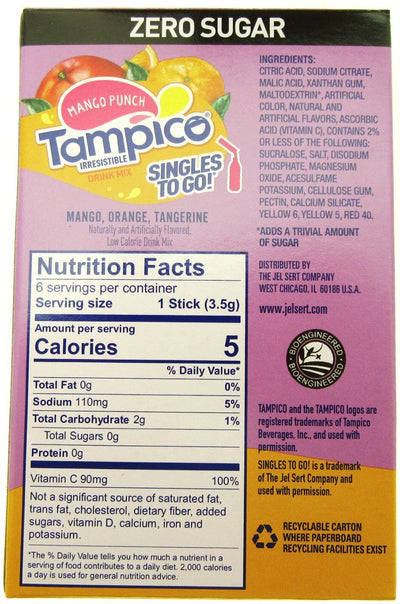 ZERO SUGAR
MANGO PUNCH
Tampico®
IRRESISTIBLE
DRINK MIX
SINGLES
TO GO!
MANGO, ORANGE, TANGERINE
Naturally and Artificially Flavored,
Low Calorie Drink Mix
Nutrition Facts
6 servings per container
Serving size 1 Stick (3.5g)
Amount per serving
Calories 5
% Daily Value*
Total Fat 0g 0%
Sodium 110mg 5%
Total Carbohydrate 2g 1%
Total Sugars 0g
Protein 0g
Vitamin C 90mg 100%
Not a significant source of saturated fat,
trans fat, cholesterol, dietary fiber, added
sugars, vitamin D, calcium, iron and
potassium.
*The % Daily Value tells you how much a nutrient in a
serving of food contributes to a daily diet. 2,000 calories
a day is used for general nutrition advice.
INGREDIENTS:
CITRIC ACID, SODIUM CITRATE,
MALIC ACID, XANTHAN GUM,
MALTODEXTRIN*, ARTIFICIAL
COLOR, NATURAL AND
ARTIFICIAL FLAVORS, ASCORBIC
ACID (VITAMIN C), CONTAINS 2%
OR LESS OF THE FOLLOWING:
SUCRALOSE, SALT, DISODIUM
PHOSPHATE, MAGNESIUM
OXIDE, ACESULFAME
POTASSIUM, CELLULOSE GUM,
PECTIN, CALCIUM SILICATE,
YELLOW 6, YELLOW 5, RED 40.
*ADDS A TRIVIAL AMOUNT
OF SUGAR
DISTRIBUTED BY
THE JEL SERT COMPANY
WEST CHICAGO, IL 60186 U.S.A.
www.jelsert.com
BIOENGINEERED
BIOENGINEERED
TAMPICO and the TAMPICO logos are
registered trademarks of Tampico
Beverages, Inc., and used with
permission.
SINGLES TO GO! is a trademark
of The Jel Sert Company and
used with permission.
RECYCLABLE CARTON
WHERE PAPERBOARD
RECYCLING FACILITIES EXIST